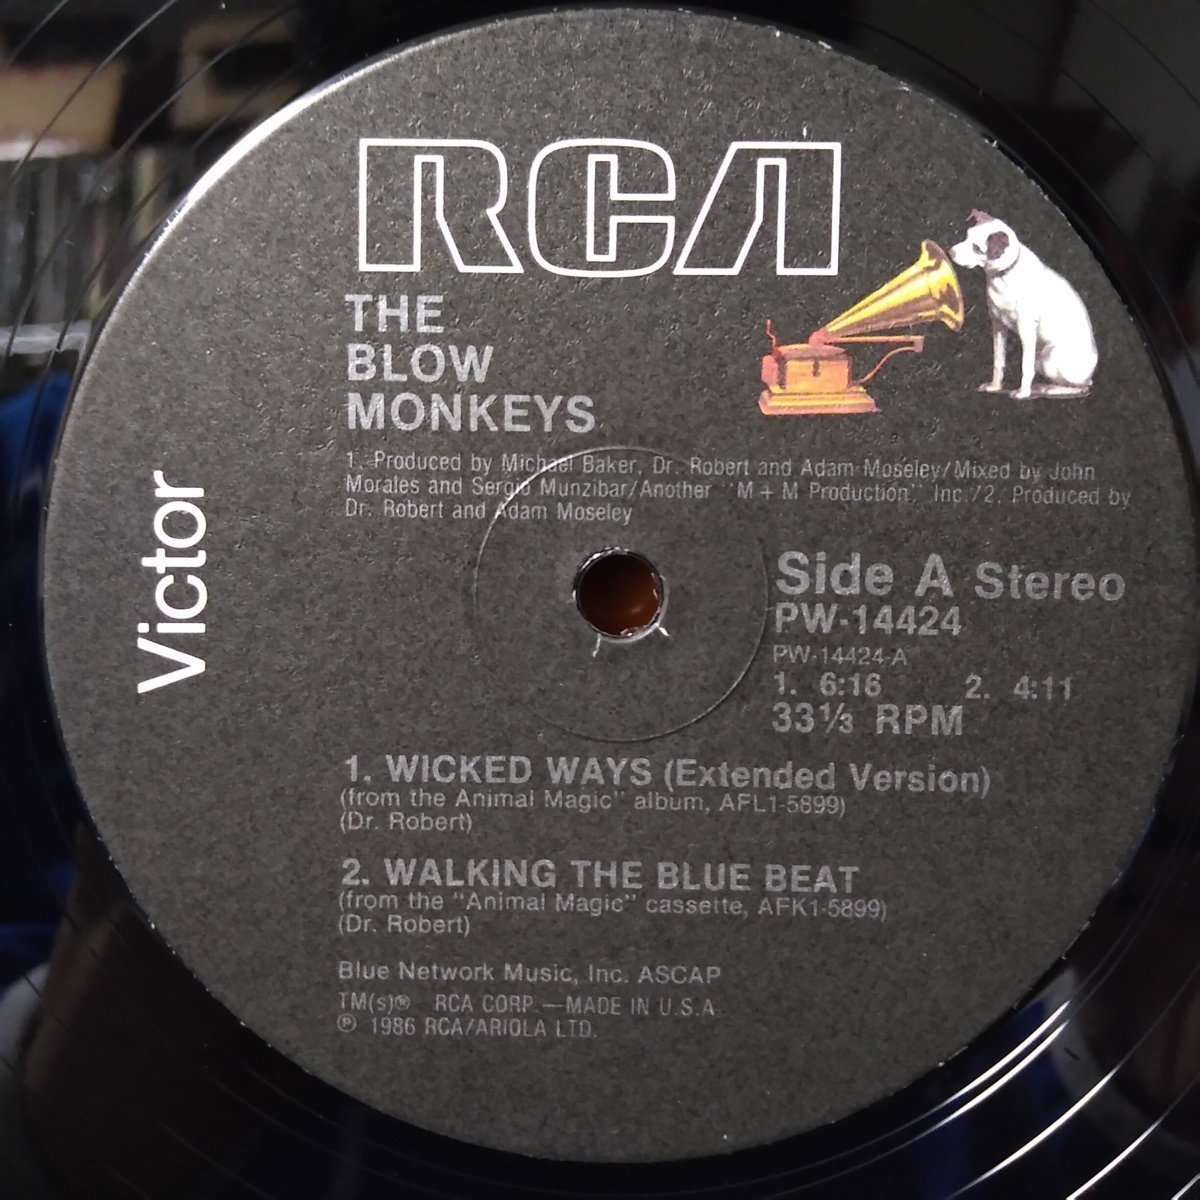 RCA
THE
BLOW
MONKEYS
1. Produced by Michael Baker, Dr. Robert and Adam Moseley/Mixed by John
Morales and Sergio Munzibar/Another "M + M Production," Inc./2. Produced by
Dr. Robert and Adam Moseley
Victor
Side A Stereo
PW-14424
PW-14424-A
1. 6:16 2. 4:11
33⅓ RPM
1. WICKED WAYS (Extended Version)
(from the Animal Magic" album, AFL1-5899)
(Dr. Robert)
2. WALKING THE BLUE BEAT
(from the "Animal Magic" cassette, AFK1-5899)
(Dr. Robert)
Blue Network Music, Inc. ASCAP
TM(s)® RCA CORP.—MADE IN U.S.A.
℗ 1986 RCA/ARIOLA LTD.